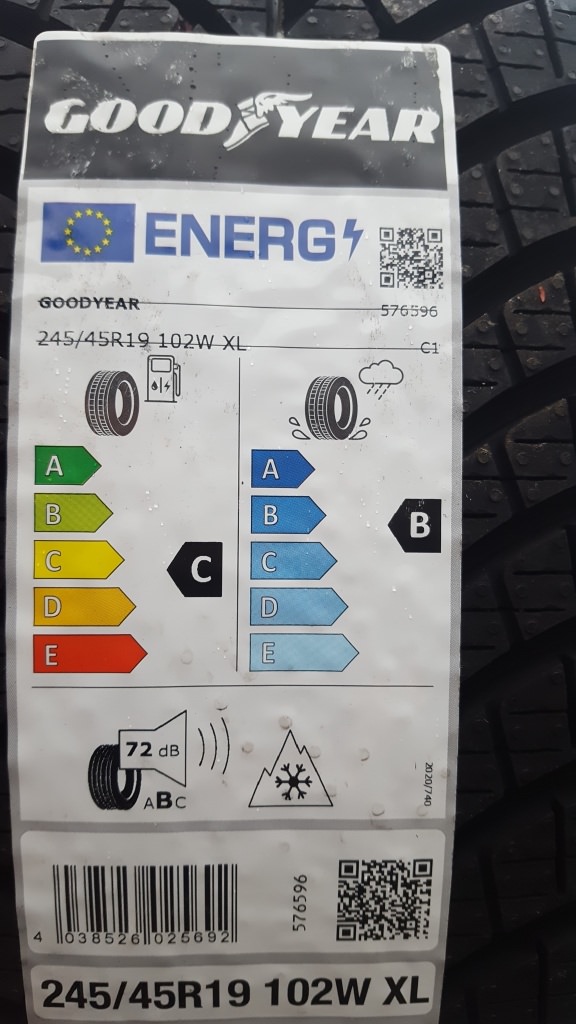 GOODYEAR
ENERG
GOODYEAR 576596
245/45R19 102W XL C1
A A
B B B
C C C
D D
E E
72 dB
ABC
2020/740
4 038526 025692
576596
245/45R19 102W XL